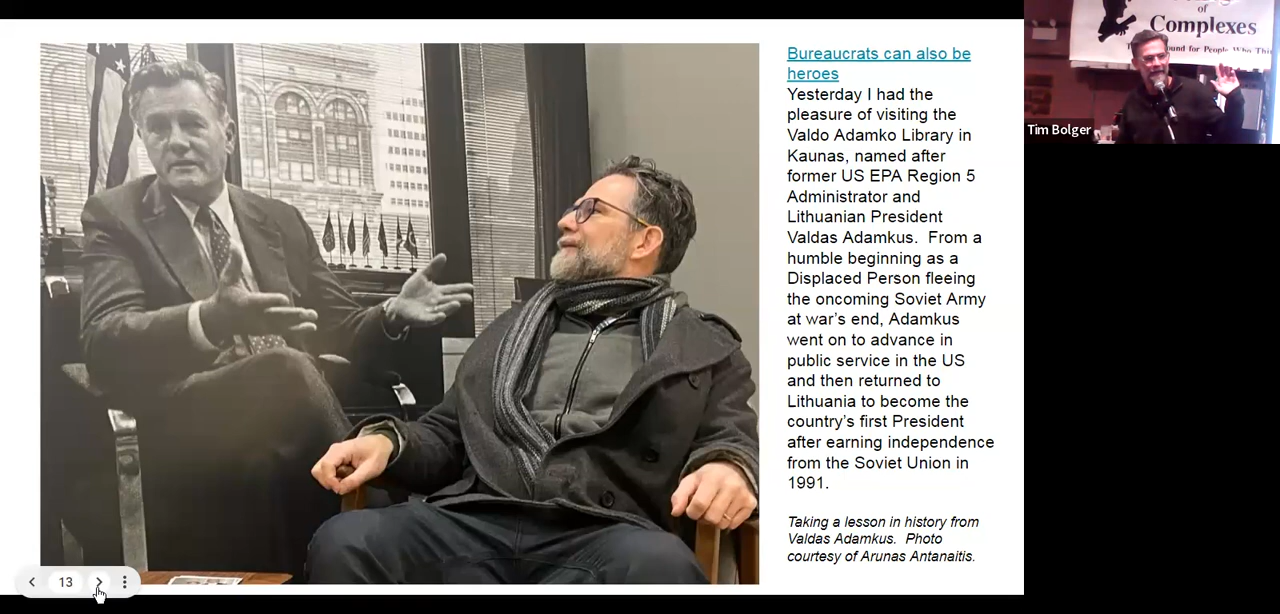 Bureaucrats can also be
heroes
Yesterday I had the
pleasure of visiting the
Valdo Adamko Library in
Kaunas, named after
former US EPA Region 5
Administrator and
Lithuanian President
Valdas Adamkus.  From a
humble beginning as a
Displaced Person fleeing
the oncoming Soviet Army
at war's end, Adamkus
went on to advance in
public service in the US
and then returned to
Lithuania to become the
country's first President
after earning independence
from the Soviet Union in
1991.
Taking a lesson in history from
Valdas Adamkus.  Photo
courtesy of Arunas Antanaitis.
13
of
Complexes
for People Who
Tim Bolger